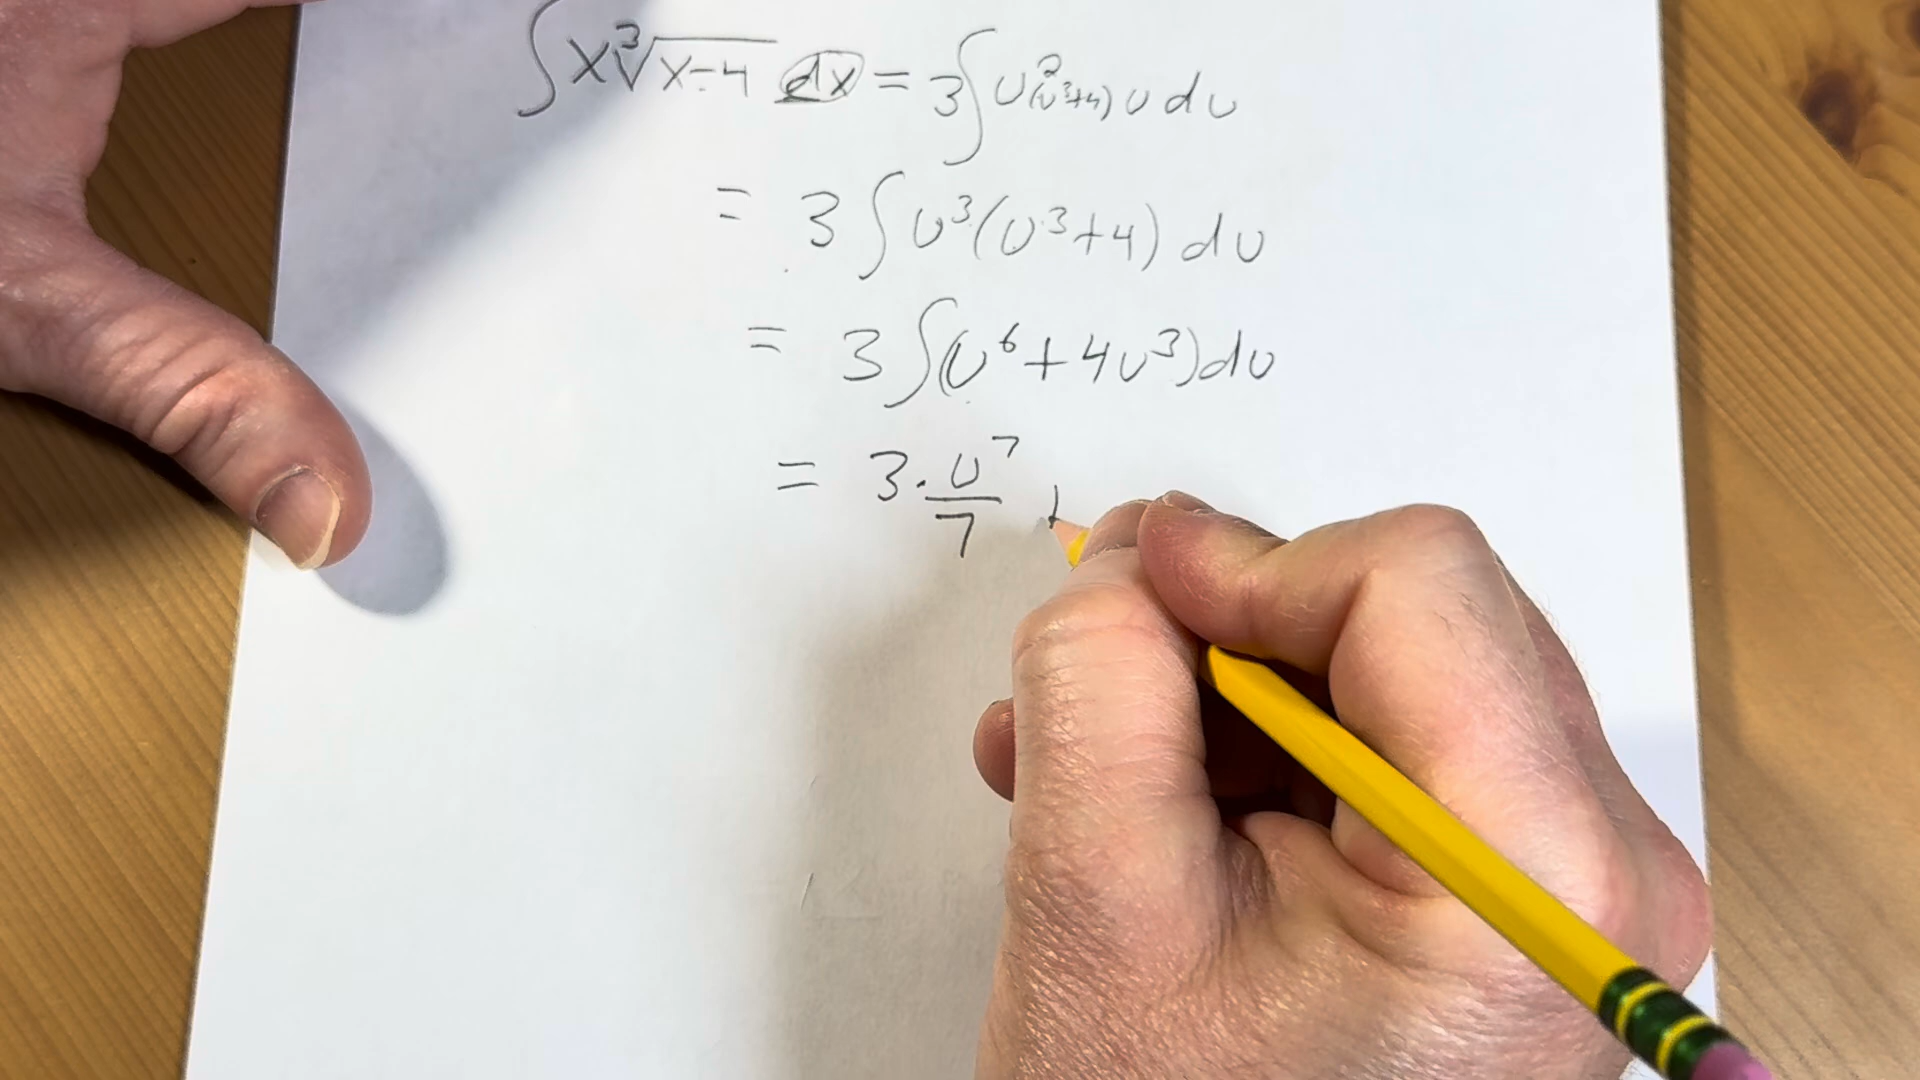 ∫x∛(x-4) dx = 3∫u²(u³+4)u du
= 3∫u³(u³+4) du
= 3∫(u⁶+4u³)du
= 3·u⁷/7 +